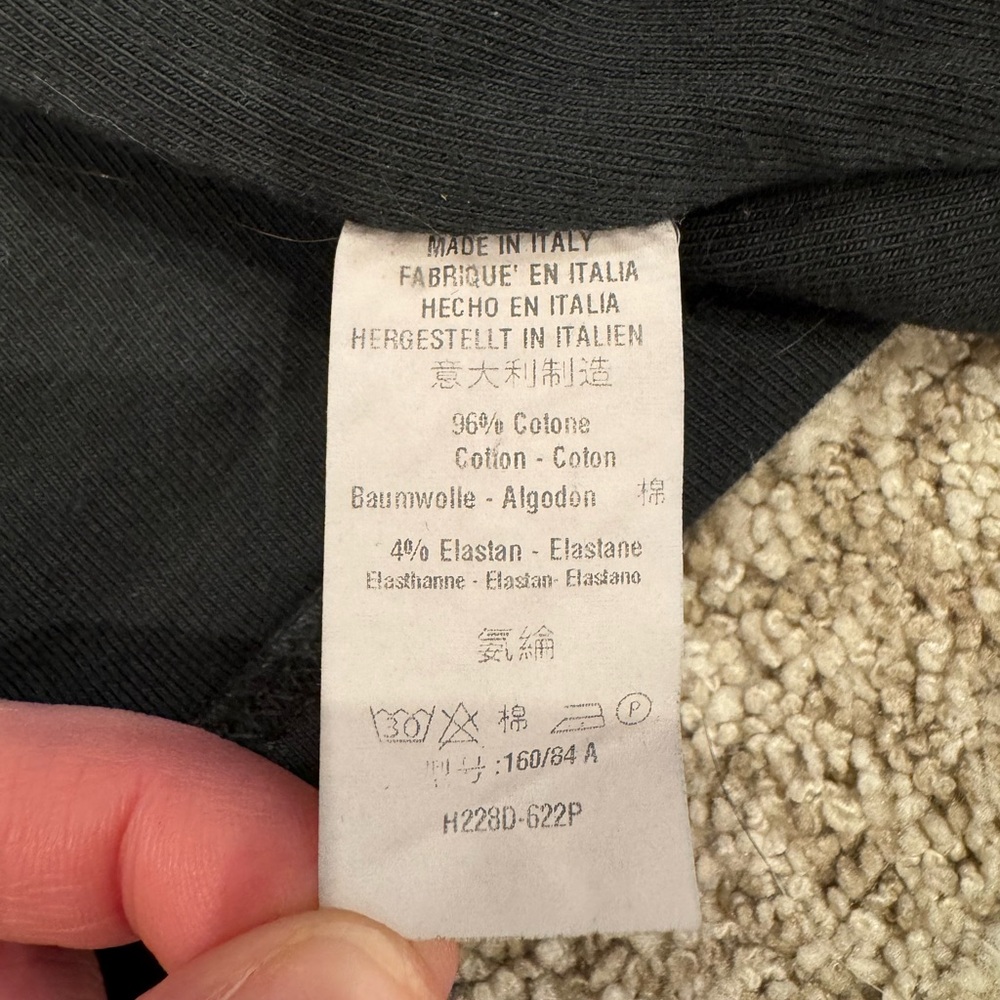 MADE IN ITALY
FABRIQUE' EN ITALIA
HECHO EN ITALIA
HERGESTELLT IN ITALIEN
意大利制造
96% Cotone
Cotton - Coton
Baumwolle - Algodon 棉
4% Elastan - Elastane
Elasthanne - Elastan- Elastano
氨綸
30 棉 P
型号:160/84 A
H228D-622P